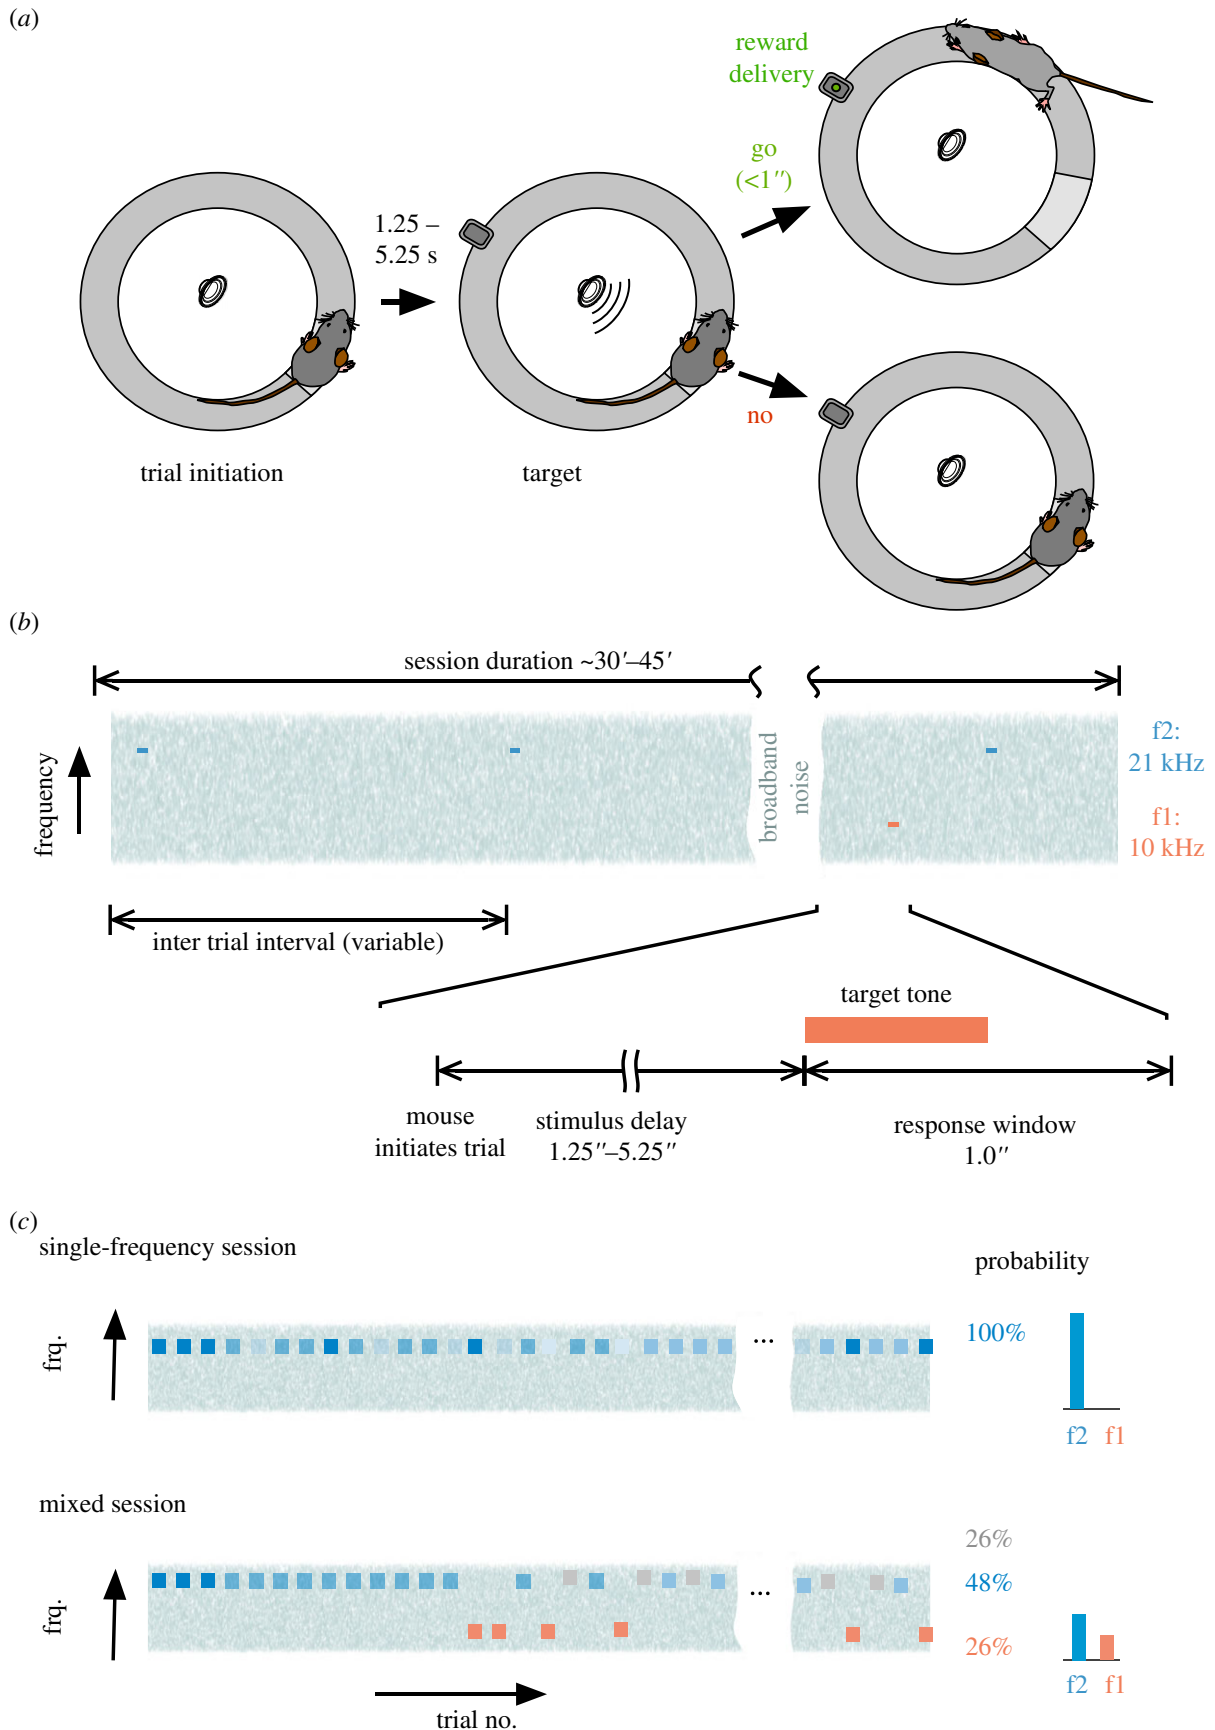 (a)
reward
delivery
go
(<1″)
1.25 –
5.25 s
no
trial initiation
target
(b)
session duration ~30′–45′
frequency
broadband
noise
f2:
21 kHz
f1:
10 kHz
inter trial interval (variable)
target tone
mouse
initiates trial
stimulus delay
1.25″–5.25″
response window
1.0″
(c)
single-frequency session
probability
frq.
...
100%
f2 f1
mixed session
26%
frq.
...
48%
26%
f2 f1
trial no.